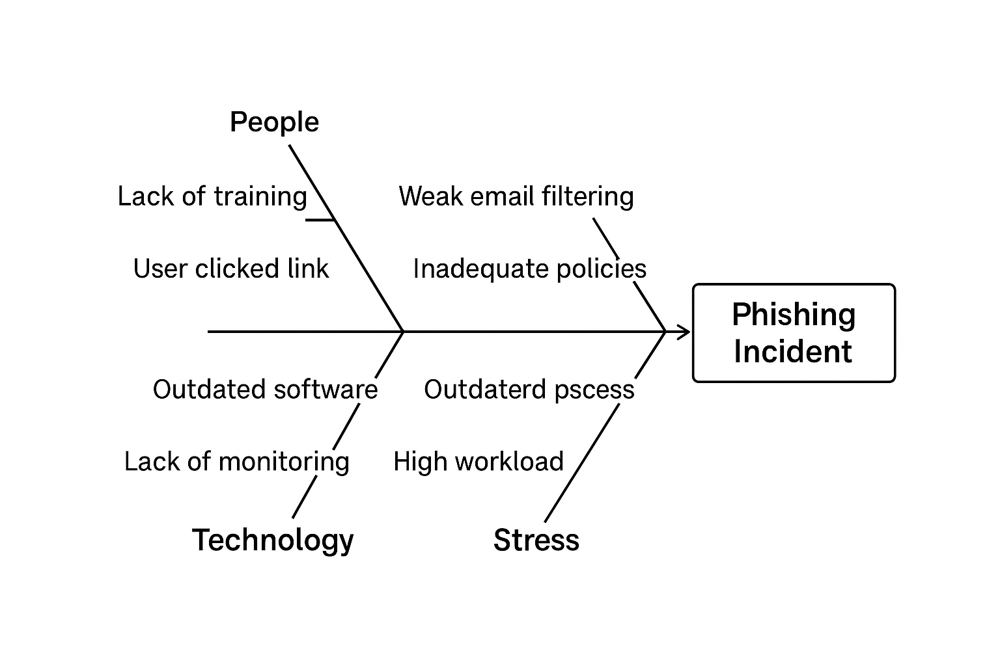 People
Lack of training
Weak email filtering
User clicked link
Inadequate policies
Phishing
Incident
Outdated software
Outdaterd pscess
Lack of monitoring
High workload
Technology
Stress